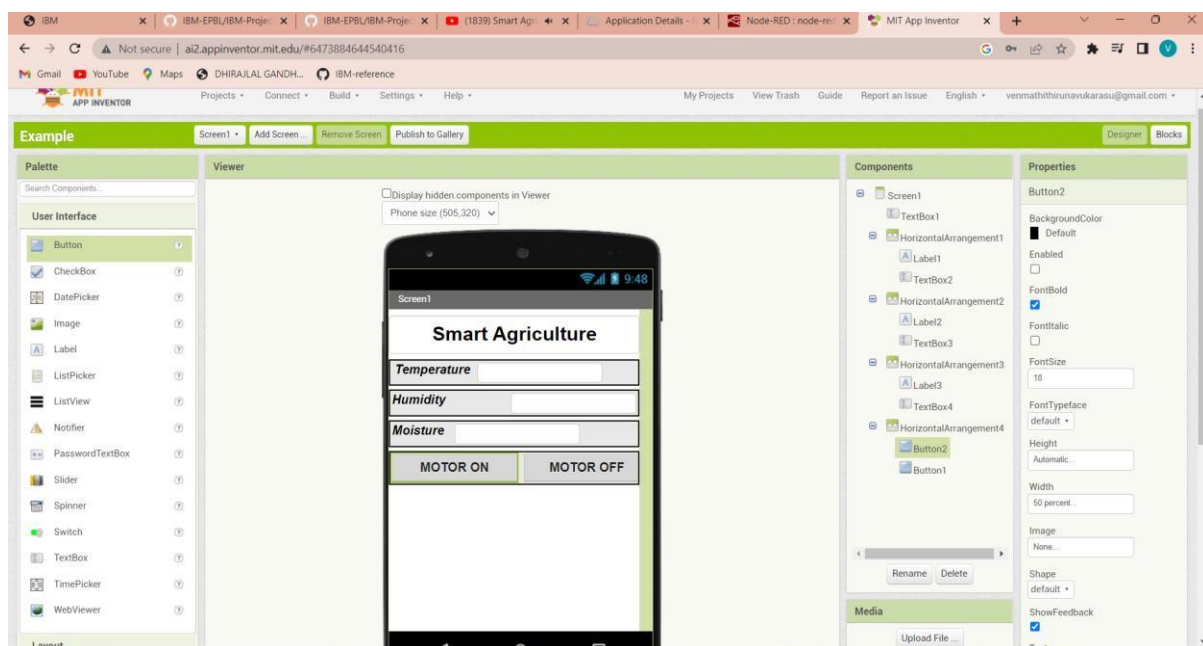 IBM
IBM-EPBL/IBM-Projec
IBM-EPBL/IBM-Projec
(1839) Smart Agri
Application Details -
Node-RED : node-red
MIT App Inventor
Not secure | ai2.appinventor.mit.edu/#6473884644540416
Gmail YouTube Maps DHIRAJLAL GANDH... IBM-reference
MIT
APP INVENTOR
Projects Connect Build Settings Help
My Projects View Trash Guide Report an Issue English venmathithirunavukarasu@gmail.com
Example
Screen1 Add Screen ... Remove Screen Publish to Gallery
Designer Blocks
Palette
Search Components...
User Interface
Button
CheckBox
DatePicker
Image
Label
ListPicker
ListView
Notifier
PasswordTextBox
Slider
Spinner
Switch
TextBox
TimePicker
WebViewer
Layout
Viewer
Display hidden components in Viewer
Phone size (505,320)
9:48
Screen1
Smart Agriculture
Temperature
Humidity
Moisture
MOTOR ON MOTOR OFF
Components
Screen1
TextBox1
HorizontalArrangement1
Label1
TextBox2
HorizontalArrangement2
Label2
TextBox3
HorizontalArrangement3
Label3
TextBox4
HorizontalArrangement4
Button2
Button1
Rename Delete
Media
Upload File ...
Properties
Button2
BackgroundColor
Default
Enabled
FontBold
FontItalic
FontSize
18
FontTypeface
default
Height
Automatic...
Width
50 percent...
Image
None...
Shape
default
ShowFeedback